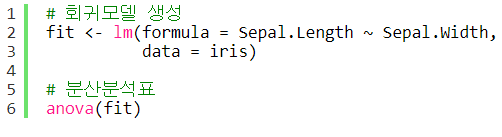 1 # 회귀모델 생성
2 fit <- lm(formula = Sepal.Length ~ Sepal.Width,
3 data = iris)
4
5 # 분산분석표
6 anova(fit)